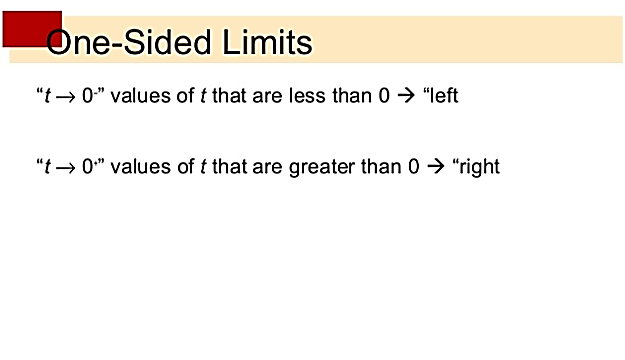 One-Sided Limits
“t → 0⁻” values of t that are less than 0 → “left
“t → 0⁺” values of t that are greater than 0 → “right